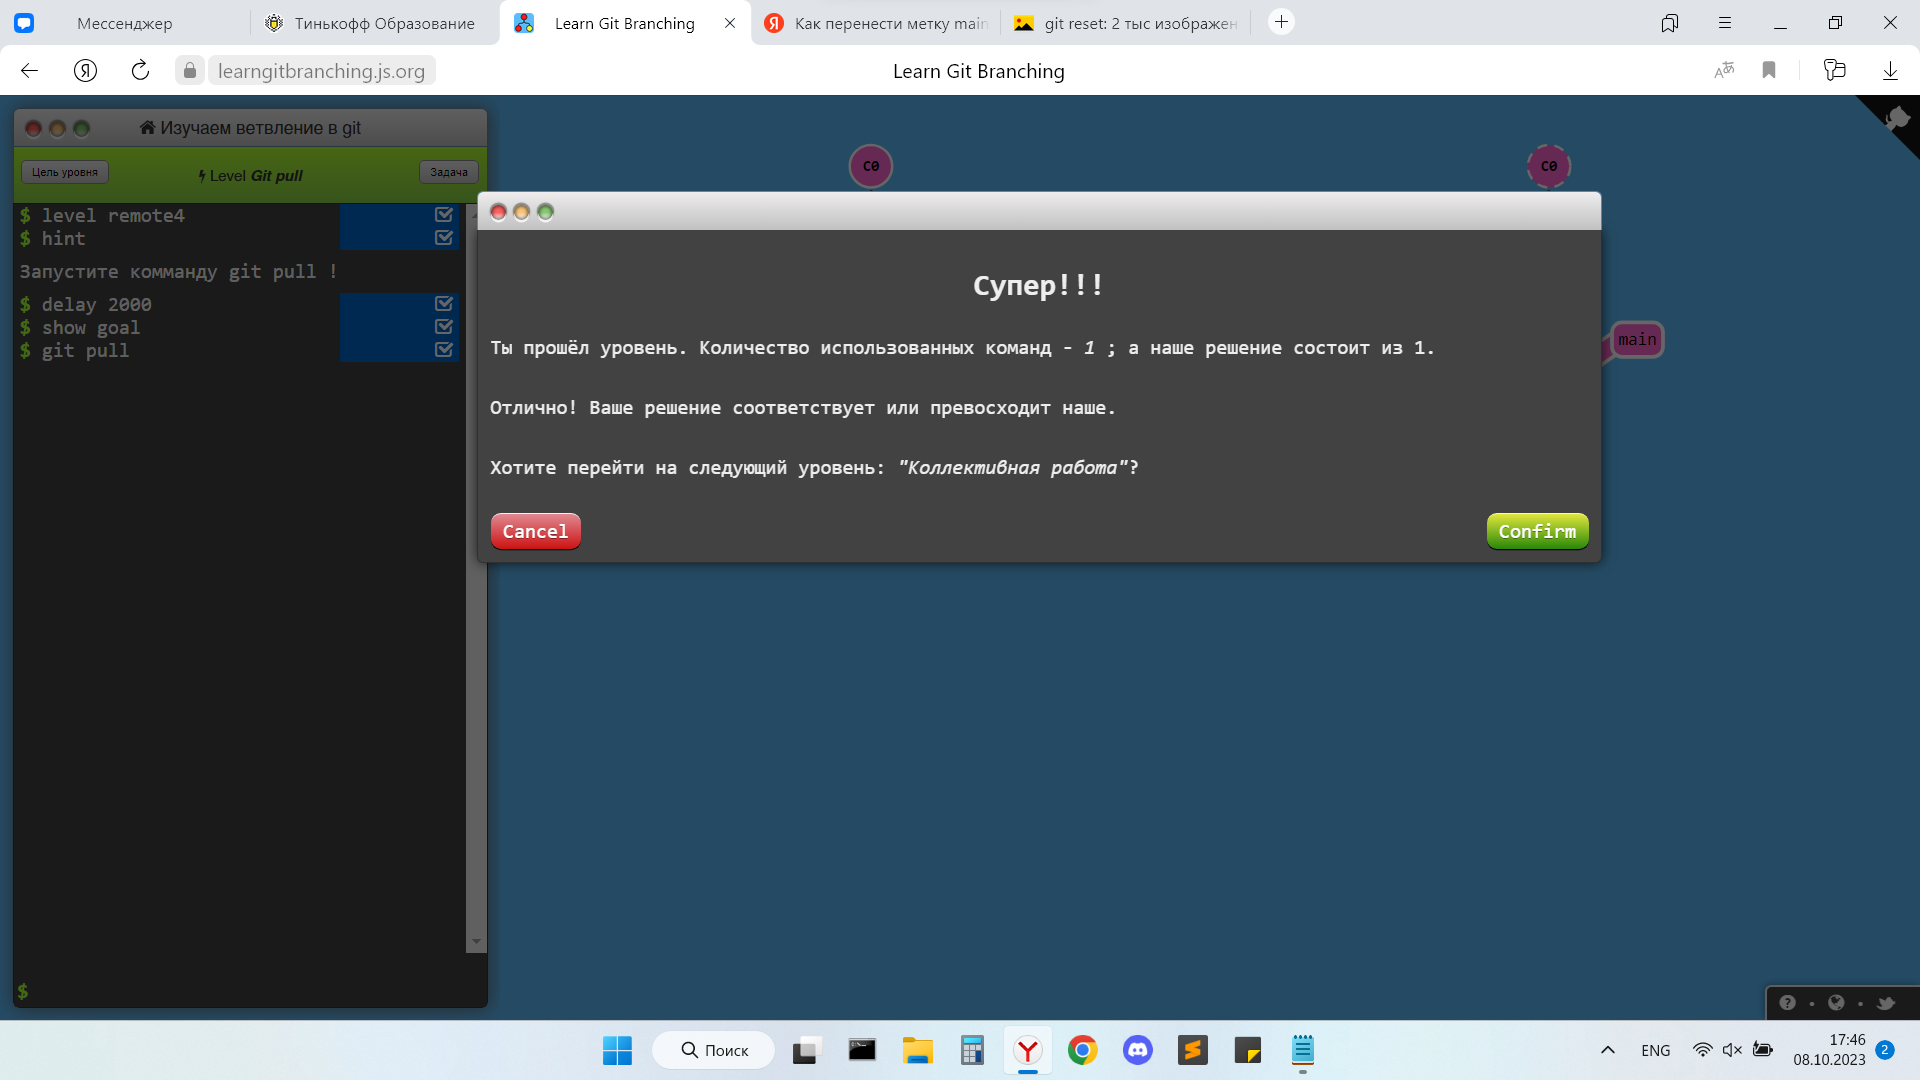 Мессенджер
Тинькофф Образование
Learn Git Branching
Как перенести метку main
git reset: 2 тыс изображен
learngitbranching.js.org
Learn Git Branching
Изучаем ветвление в git
Цель уровня
Level Git pull
Задача
$ level remote4
$ hint
Запустите комманду git pull !
$ delay 2000
$ show goal
$ git pull
$
C0
C0
main
Супер!!!
Ты прошёл уровень. Количество использованных команд - 1 ; а наше решение состоит из 1.
Отлично! Ваше решение соответствует или превосходит наше.
Хотите перейти на следующий уровень: "Коллективная работа"?
Cancel
Confirm
Поиск
ENG
17:46
08.10.2023
2